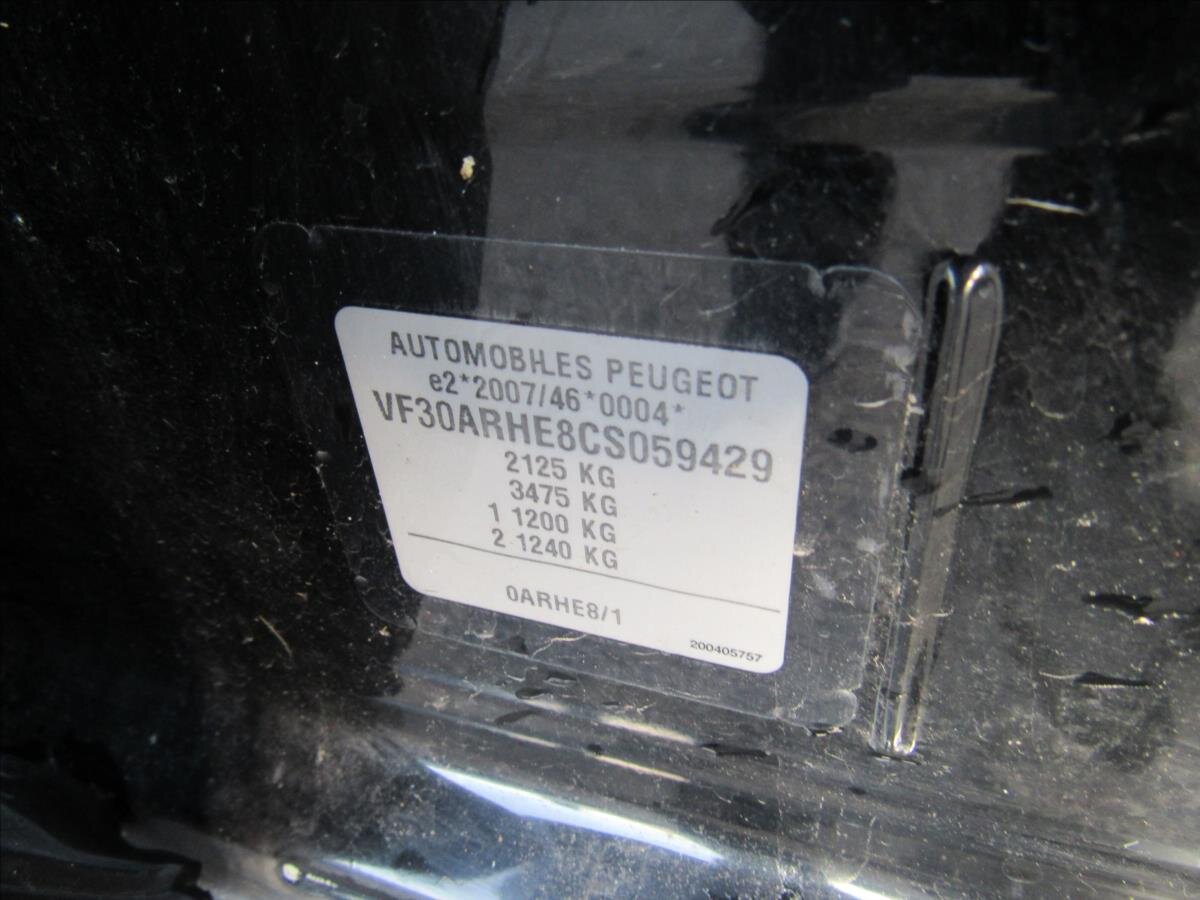 AUTOMOBILES PEUGEOT
e2*2007/46*0004*
VF30ARHE8CS059429
2125 KG
3475 KG
1 1200 KG
2 1240 KG
0ARHE8/1
200405757